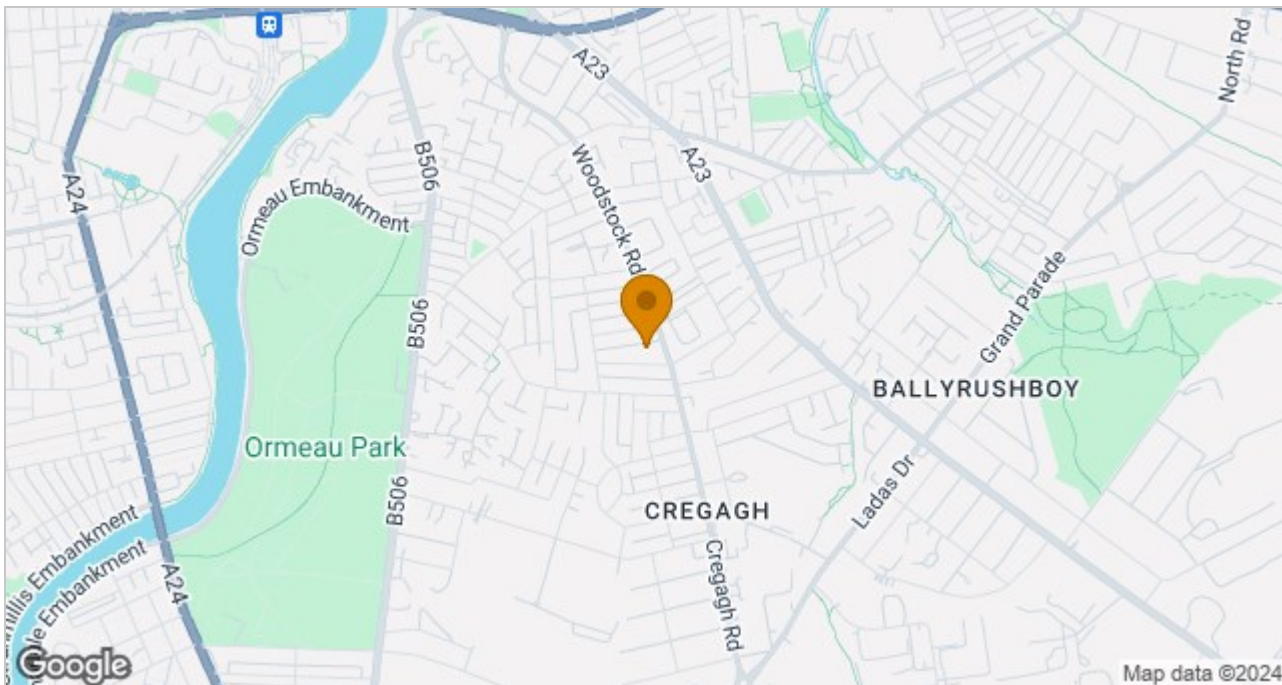 A23
North Rd
B506
A23
A24
Woodstock Rd
Ormeau Embankment
Grand Parade
B506
BALLYRUSHBOY
Ormeau Park
B506
CREGAGH
Ladas Dr
Embankment
Embankment
A24
Cregagh Rd
Google
Map data ©2024